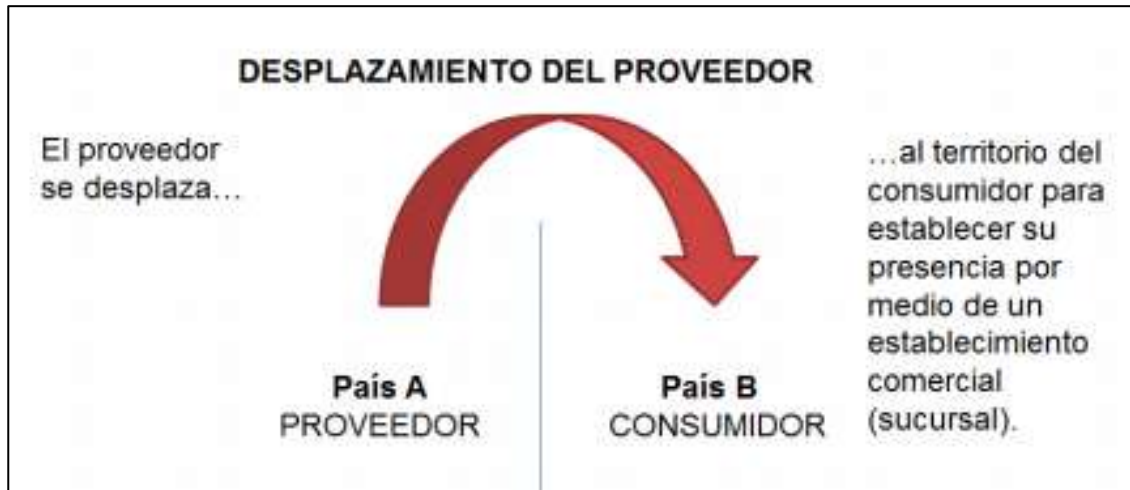 DESPLAZAMIENTO DEL PROVEEDOR
El proveedor
se desplaza…
…al territorio del
consumidor para
establecer su
presencia por
medio de un
establecimiento
comercial
(sucursal).
País A
PROVEEDOR
País B
CONSUMIDOR